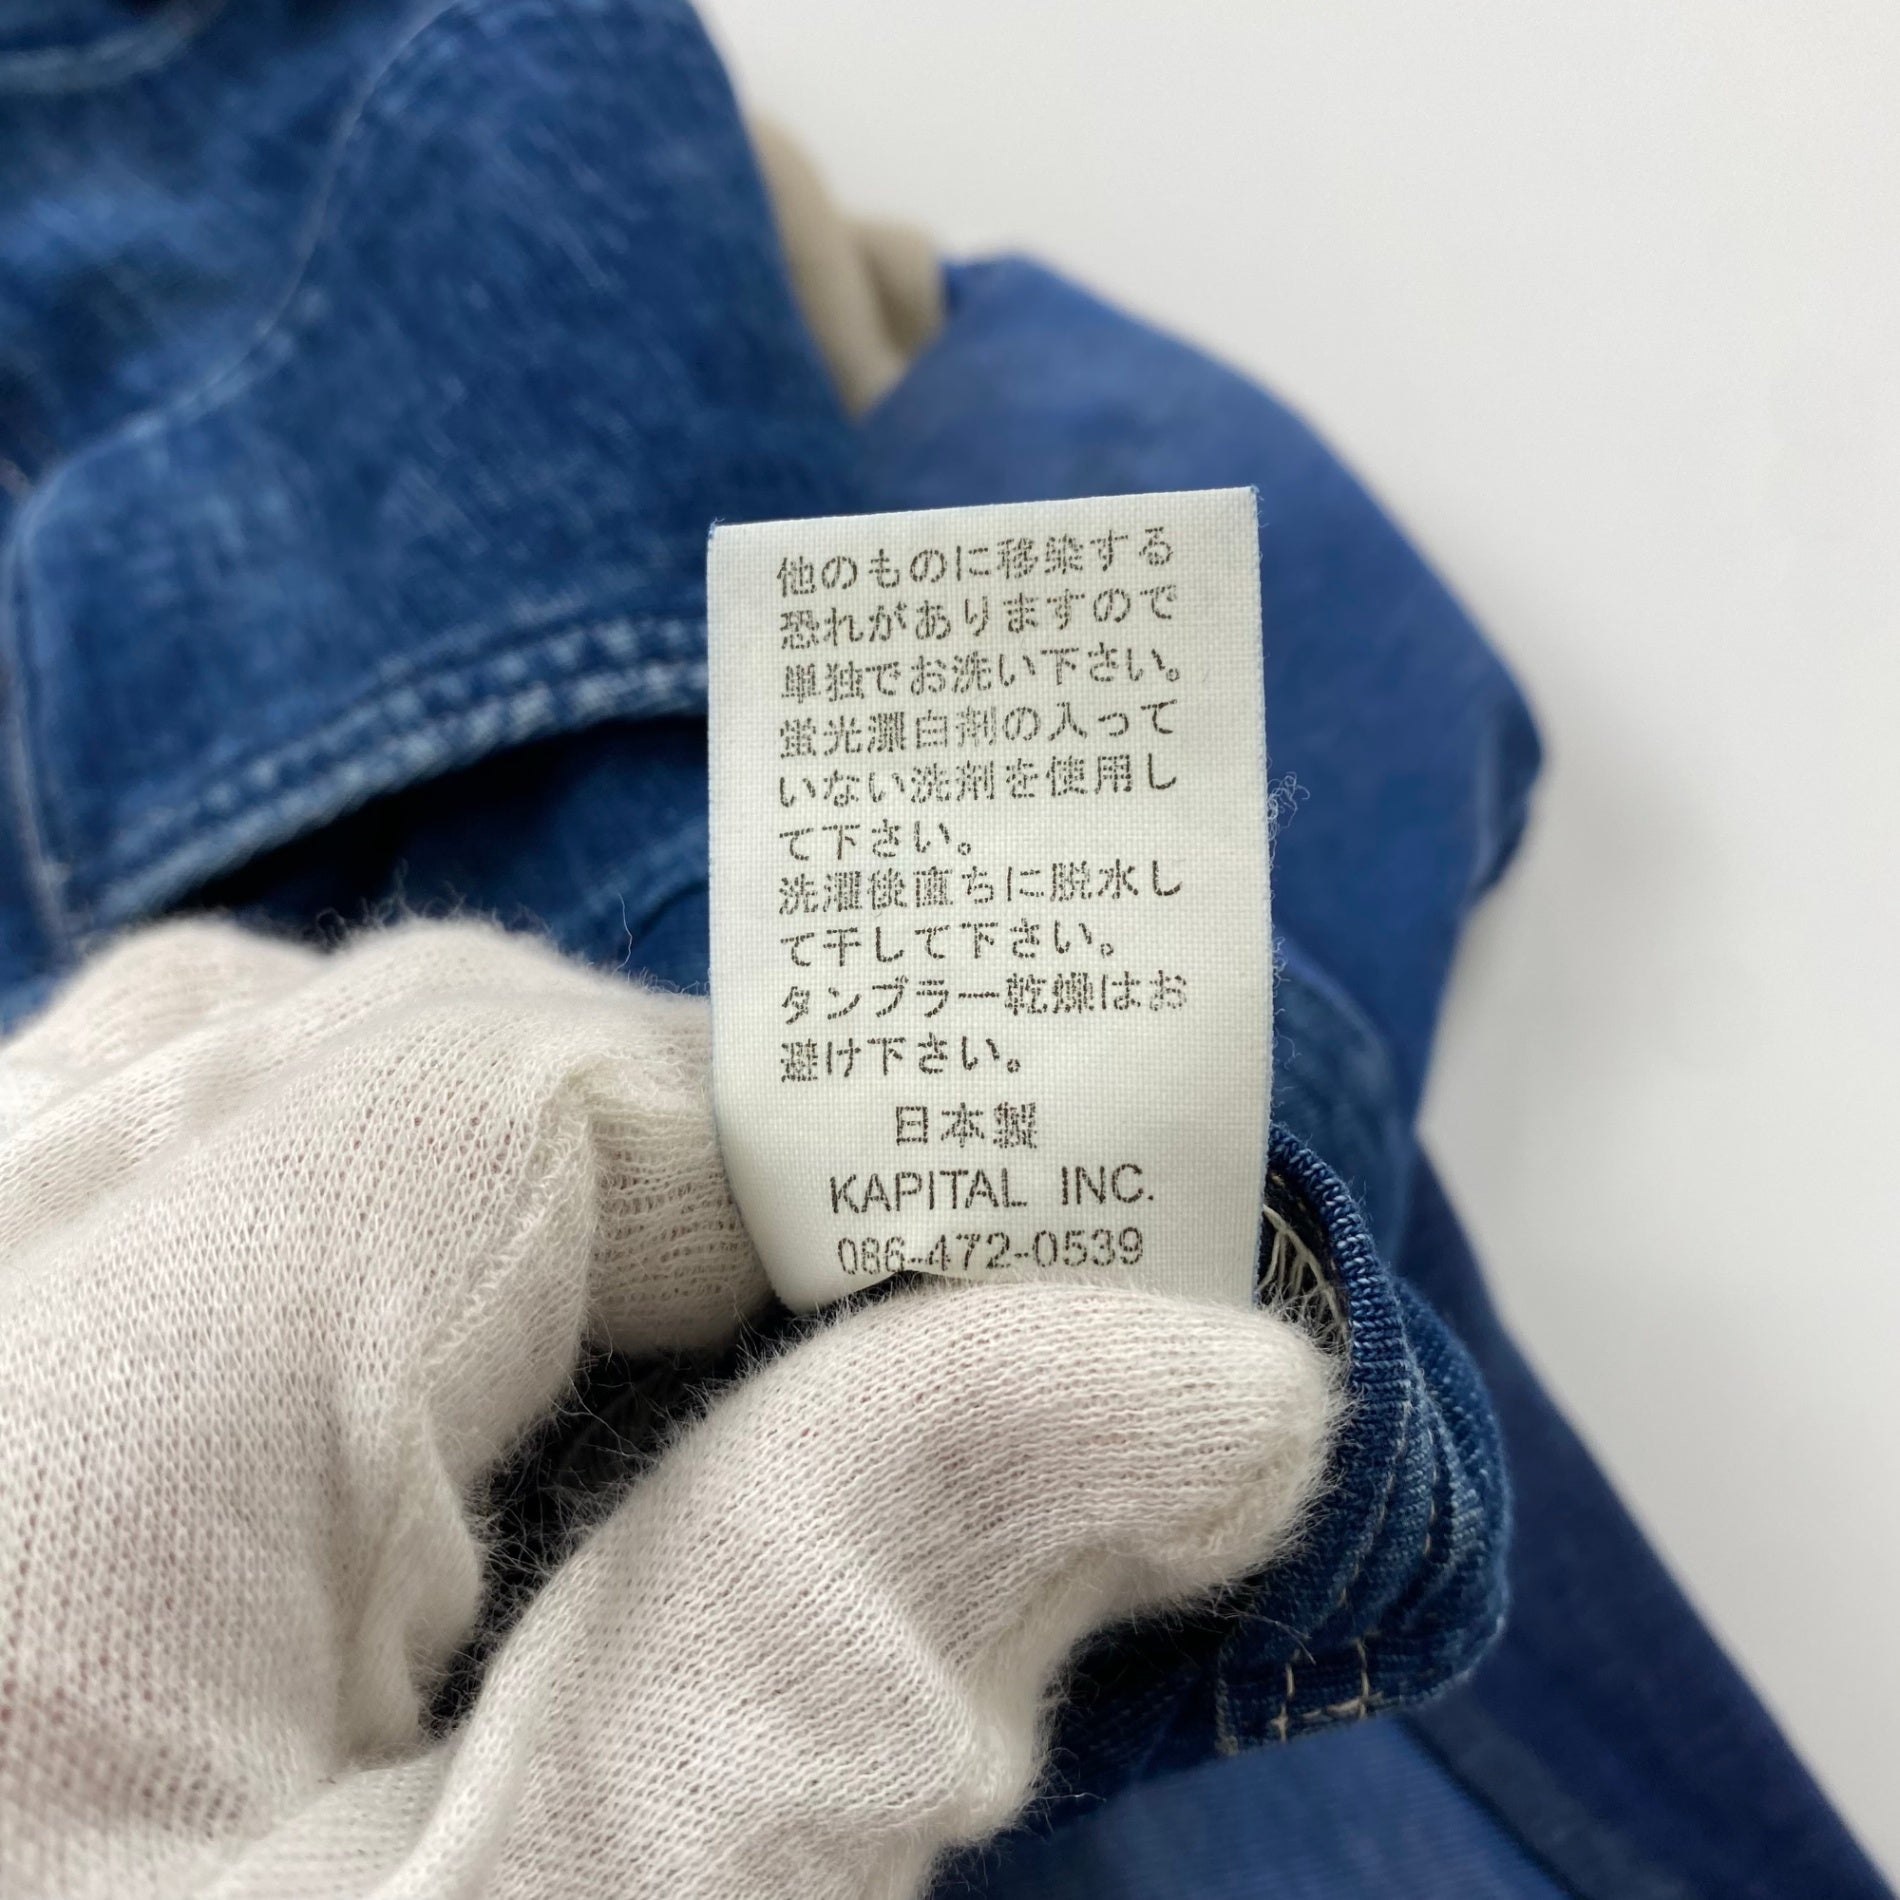 他のものに移染する
恐れがありますので
単独でお洗い下さい。
蛍光漂白剤の入って
いない洗剤を使用し
て下さい。
洗濯後直ちに脱水し
て干して下さい。
タンブラー乾燥はお
避け下さい。
日本製
KAPITAL INC.
086-472-0539